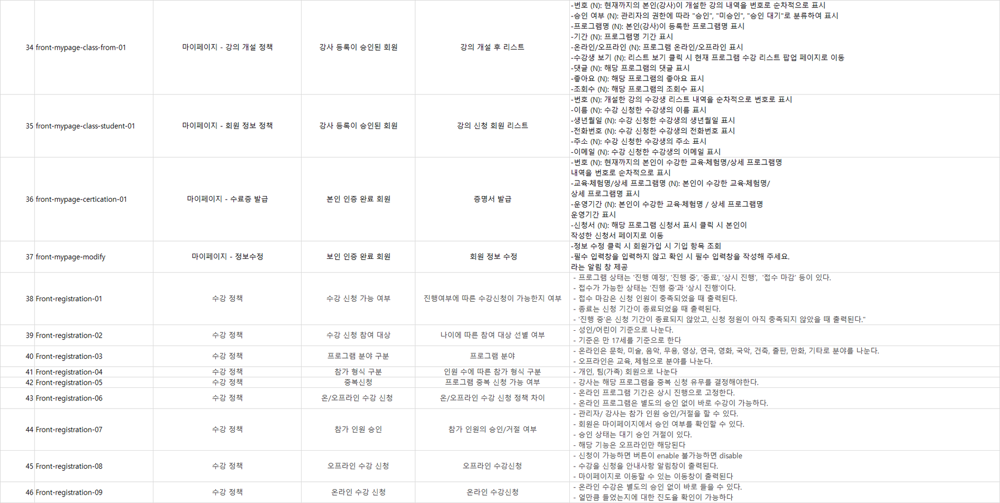 34 front-mypage-class-from-01 마이페이지 - 강의 개설 정책 강사 등록이 승인된 회원 강의 개설 후 리스트
-번호 (N): 현재까지의 본인(강사)이 개설한 강의 내역을 번호로 순차적으로 표시
-승인 여부 (N): 관리자의 권한에 따라 "승인", "미승인", "승인 대기"로 분류하여 표시
-프로그램명 (N): 본인(강사)이 등록한 프로그램명 표시
-기간 (N): 프로그램명 기간 표시
-온라인/오프라인 (N): 프로그램 온라인/오프라인 표시
-수강생 보기 (N): 리스트 보기 클릭 시 현재 프로그램 수강 리스트 팝업 페이지로 이동
-댓글 (N): 해당 프로그램의 댓글 표시
-좋아요 (N): 해당 프로그램의 좋아요 표시
-조회수 (N): 해당 프로그램의 조회수 표시
35 front-mypage-class-student-01 마이페이지 - 회원 정보 정책 강사 등록이 승인된 회원 강의 신청 회원 리스트
-번호 (N): 개설한 강의 수강생 리스트 내역을 순차적으로 번호로 표시
-이름 (N): 수강 신청한 수강생의 이름 표시
-생년월일 (N): 수강 신청한 수강생의 생년월일 표시
-전화번호 (N): 수강 신청한 수강생의 전화번호 표시
-주소 (N): 수강 신청한 수강생의 주소 표시
-이메일 (N): 수강 신청한 수강생의 이메일 표시
36 front-mypage-certication-01 마이페이지 - 수료증 발급 본인 인증 완료 회원 증명서 발급
-번호 (N): 현재까지의 본인이 수강한 교육·체험명/상세 프로그램명
내역을 번호로 순차적으로 표시
-교육·체험명/상세 프로그램명 (N): 본인이 수강한 교육·체험명/
상세 프로그램명 표시
-운영기간 (N): 본인이 수강한 교육·체험명 / 상세 프로그램명
운영기간 표시
-신청서 (N): 해당 프로그램 신청서 표시 클릭 시 본인이
작성한 신청서 페이지로 이동
37 front-mypage-modify 마이페이지 - 정보수정 보인 인증 완료 회원 회원 정보 수정
-정보 수정 클릭 시 회원가입 시 기입 항목 조회
-필수 입력창을 입력하지 않고 확인 시 필수 입력창을 작성해 주세요.
라는 알림 창 제공
38 Front-registration-01 수강 정책 수강 신청 가능 여부 진행여부에 따른 수강신청이 가능한지 여부
- 프로그램 상태는 '진행 예정', '진행 중', '종료', '상시 진행', '접수 마감' 등이 있다.
- 접수가 가능한 상태는 '진행 중'과 '상시 진행'이다.
- 접수 마감은 신청 인원이 충족되었을 때 출력된다.
- 종료는 신청 기간이 종료되었을 때 출력된다.
- '진행 중'은 신청 기간이 종료되지 않았고, 신청 정원이 아직 충족되지 않았을 때 출력된다."
39 Front-registration-02 수강 정책 수강 신청 참여 대상 나이에 따른 참여 대상 선별 여부
- 성인/어린이 기준으로 나눈다.
- 기준은 만 17세를 기준으로 한다
40 Front-registration-03 수강 정책 프로그램 분야 구분 프로그램 분야
- 온라인은 문학, 미술, 음악, 무용, 영상, 연극, 영화, 국악, 건축, 출판, 만화, 기타로 분야를 나눈다.
- 오프라인은 교육, 체험으로 분야를 나눈다.
41 Front-registration-04 수강 정책 참가 형식 구분 인원 수에 따른 참가 형식 구분 - 개인, 팀(가족) 회원으로 나눈다
42 Front-registration-05 수강 정책 중복신청 프로그램 중복 신청 가능 여부 - 강사는 해당 프로그램을 중복 신청 유무를 결정해야한다.
43 Front-registration-06 수강 정책 온/오프라인 수강 신청 온/오프라인 수강 신청 정책 차이
- 온라인 프로그램 기간은 상시 진행으로 고정한다.
- 온라인 프로그램은 별도의 승인 없이 바로 수강이 가능하다.
44 Front-registration-07 수강 정책 참가 인원 승인 참가 인원의 승인/거절 여부
- 관리자/ 강사는 참가 인원 승인/거절을 할 수 있다.
- 회원은 마이페이지에서 승인 여부를 확인할 수 있다.
- 승인 상태는 대기 승인 거절이 있다.
- 해당 기능은 오프라인만 해당된다
45 Front-registration-08 수강 정책 오프라인 수강 신청 오프라인 수강신청
- 신청이 가능하면 버튼이 enable 불가능하면 disable
- 수강을 신청을 안내사항 알림창이 출력된다.
- 마이페이지로 이동할 수 있는 이동창이 출력된다
46 Front-registration-09 수강 정책 온라인 수강 신청 온라인 수강신청
- 온라인 수강은 별도의 승인 없이 바로 들을 수 있다.
- 얼만큼 들었는지에 대한 진도율 확인이 가능하다